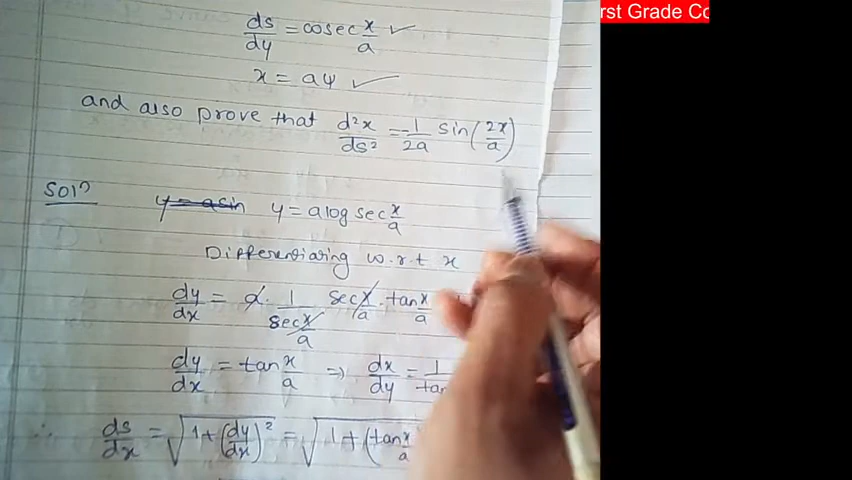 rst Grade Co
ds/dy = cosec x/a ✓
x = aψ ✓
and also prove that d²x/ds² = -1/2a sin(2x/a)
Solⁿ
y = asin y = a log sec x/a
Differentiating w.r.t x
dy/dx = a. 1/sec x/a sec x/a . tan x/a
dy/dx = tan x/a ⇒ dx/dy = 1/tan
∴ ds/dx = √1+(dy/dx)² = √1+(tan x/a